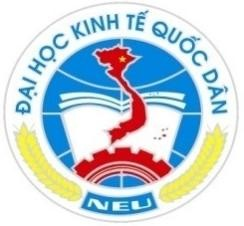 ĐẠI HỌC KINH TẾ QUỐC DÂN
NEU